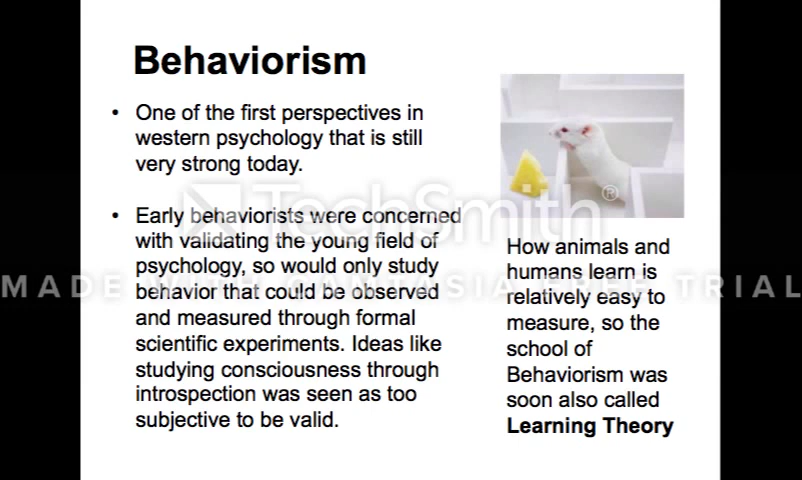 Behaviorism
• One of the first perspectives in
western psychology that is still
very strong today.
• Early behaviorists were concerned
with validating the young field of
psychology, so would only study
behavior that could be observed
and measured through formal
scientific experiments. Ideas like
studying consciousness through
introspection was seen as too
subjective to be valid.
How animals and
humans learn is
relatively easy to
measure, so the
school of
Behaviorism was
soon also called
Learning Theory
TechSmith®
MADE WITH CAMTASIA FREE TRIAL